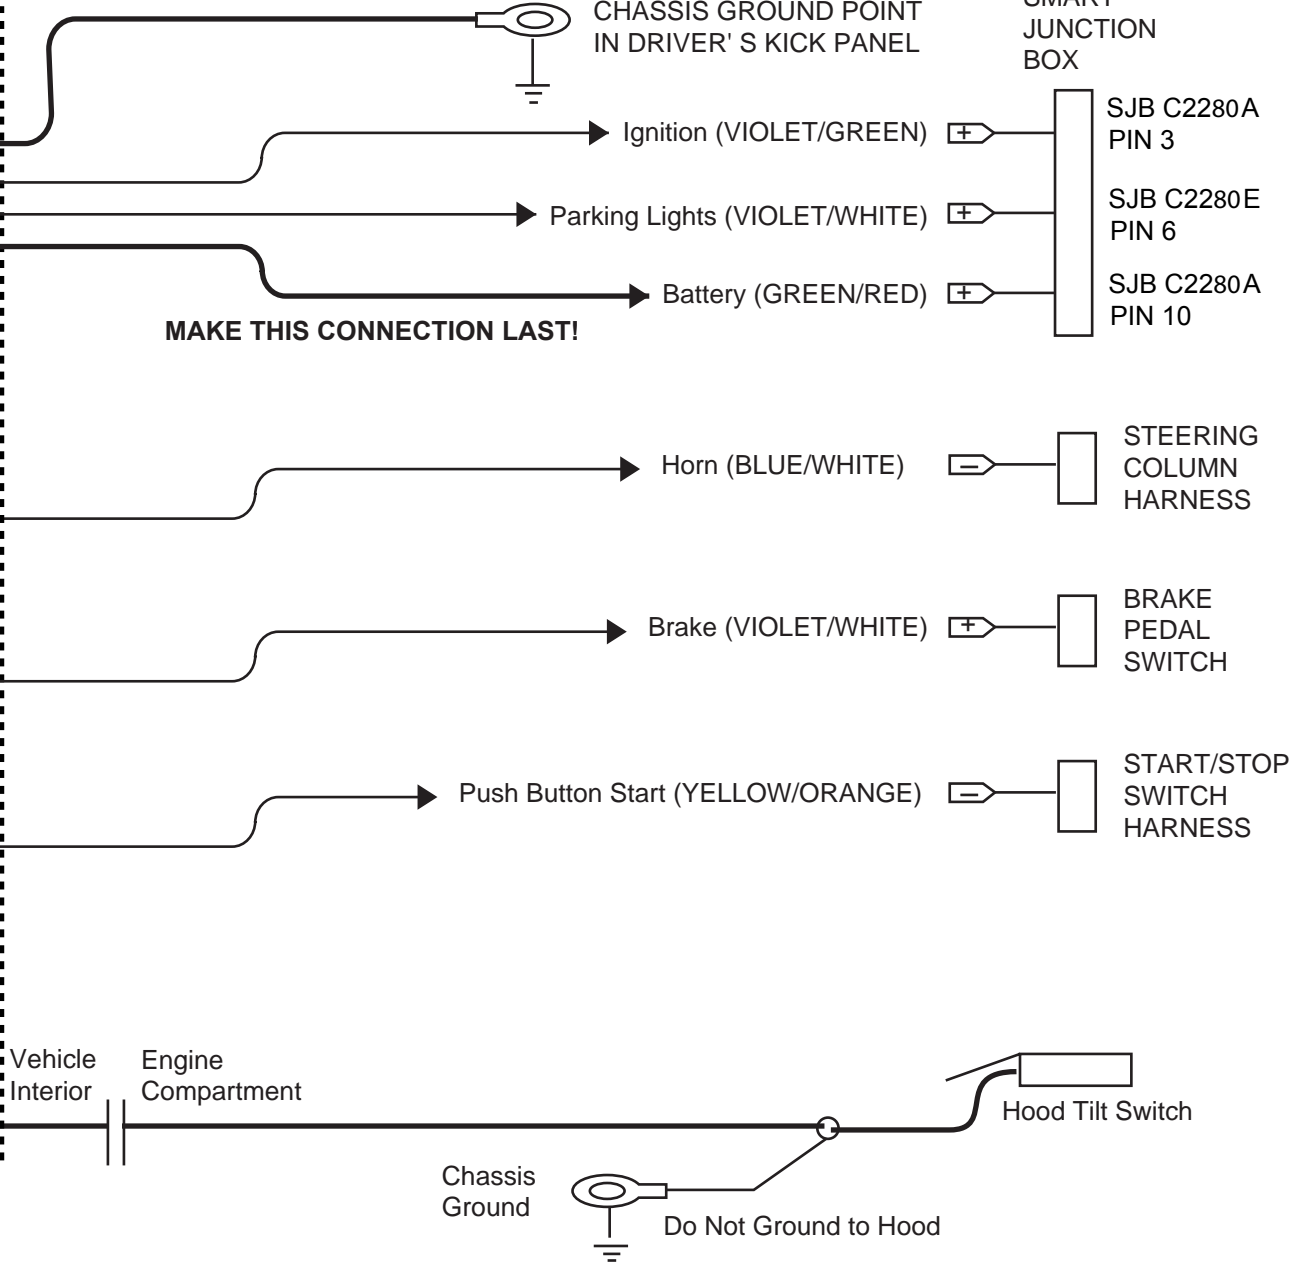 CHASSIS GROUND POINT
IN DRIVER' S KICK PANEL
SMART
JUNCTION
BOX
Ignition (VIOLET/GREEN)
+
SJB C2280A
PIN 3
Parking Lights (VIOLET/WHITE)
+
SJB C2280E
PIN 6
Battery (GREEN/RED)
+
SJB C2280A
PIN 10
MAKE THIS CONNECTION LAST!
Horn (BLUE/WHITE)
–
STEERING
COLUMN
HARNESS
Brake (VIOLET/WHITE)
+
BRAKE
PEDAL
SWITCH
Push Button Start (YELLOW/ORANGE)
–
START/STOP
SWITCH
HARNESS
Vehicle
Interior
Engine
Compartment
Hood Tilt Switch
Chassis
Ground
Do Not Ground to Hood